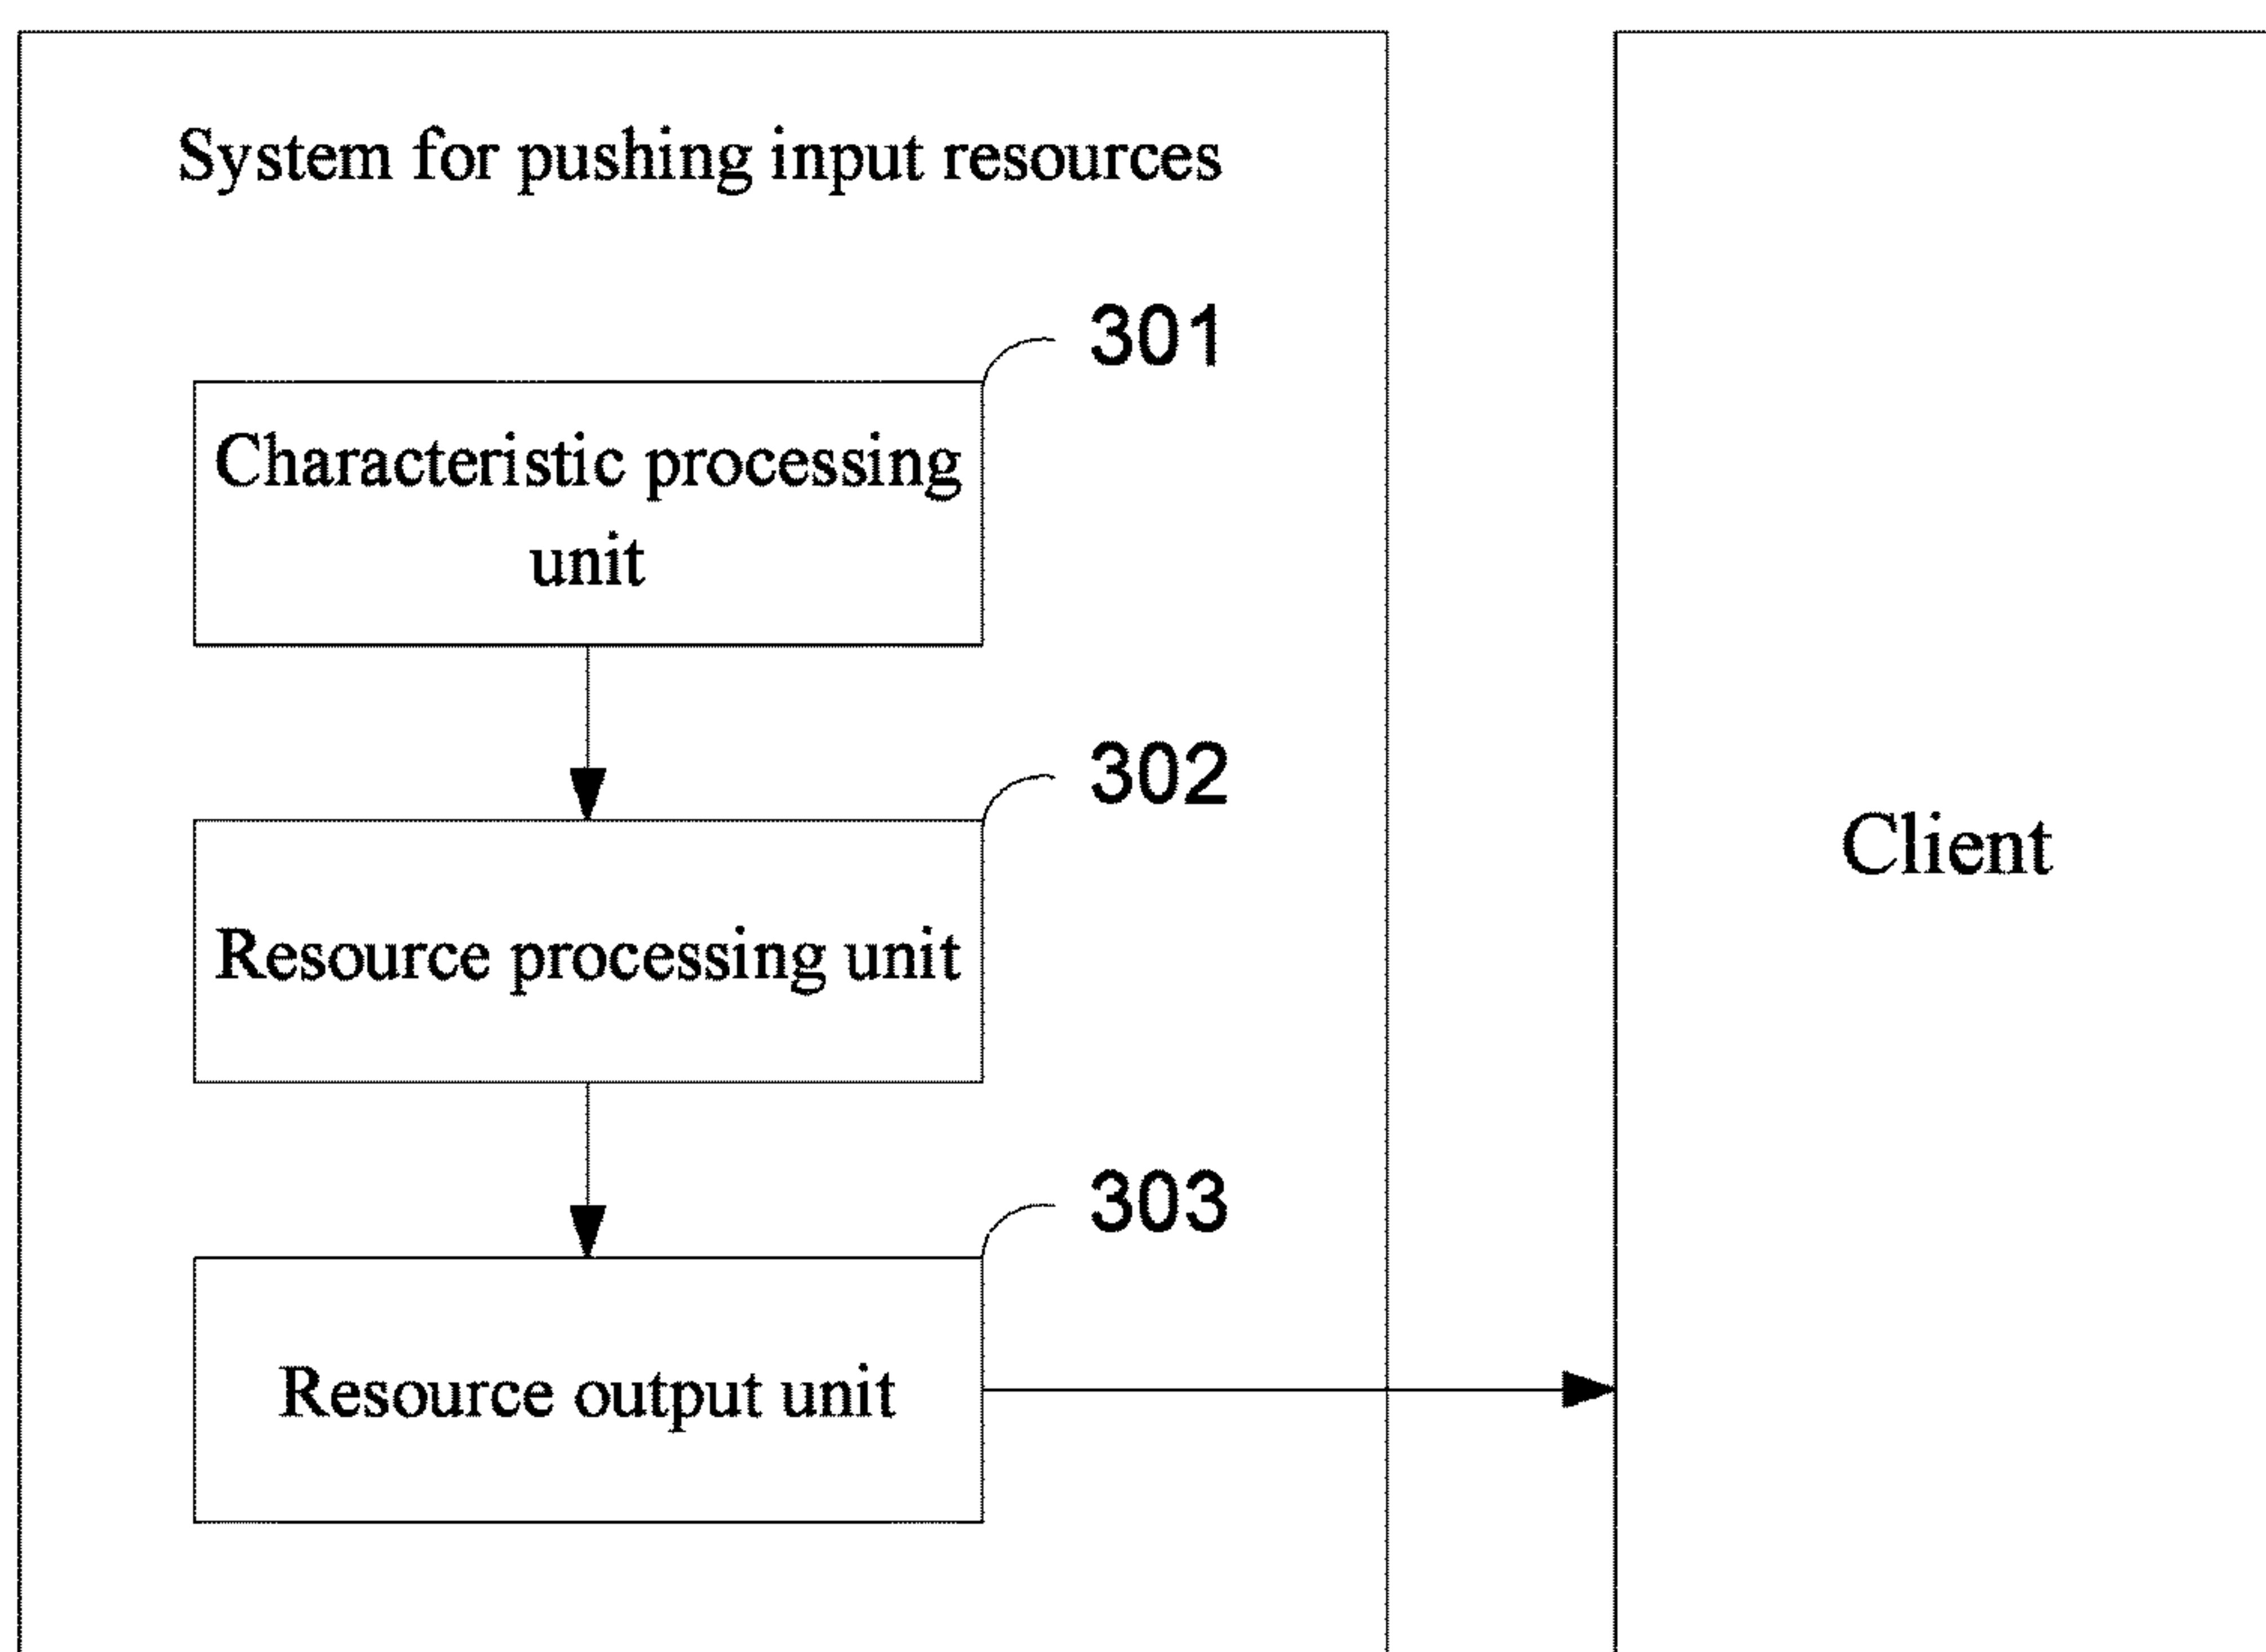 System for pushing input resources
301
Characteristic processing
unit
302
Resource processing unit
303
Resource output unit
Client